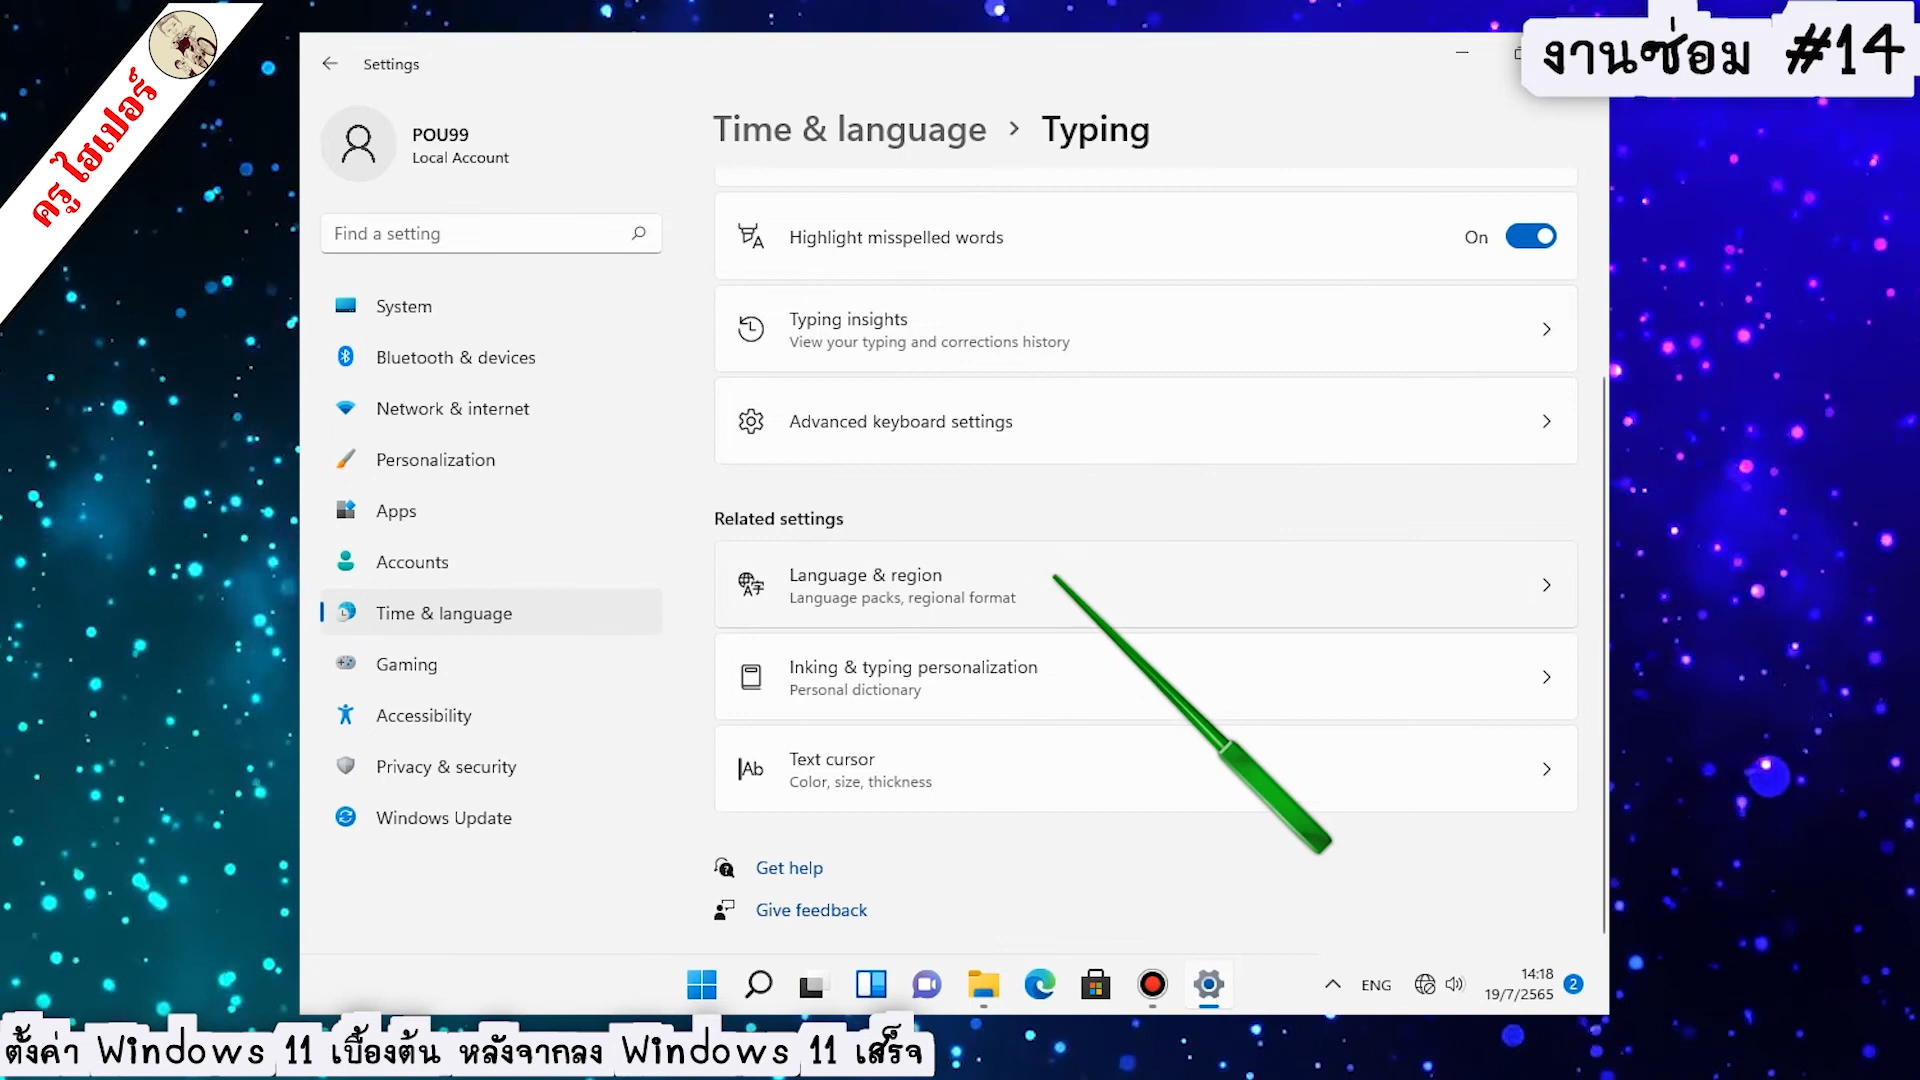 ครู ไฮเปอร์
งานซ่อม #14
Settings
POU99
Local Account
Find a setting
System
Bluetooth & devices
Network & internet
Personalization
Apps
Accounts
Time & language
Gaming
Accessibility
Privacy & security
Windows Update
Time & language > Typing
Highlight misspelled words
On
Typing insights
View your typing and corrections history
Advanced keyboard settings
Related settings
Language & region
Language packs, regional format
Inking & typing personalization
Personal dictionary
Text cursor
Color, size, thickness
Get help
Give feedback
ENG
14:18
19/7/2565
2
ตั้งค่า Windows 11 เบื้องต้น หลังจากลง Windows 11 เสร็จ